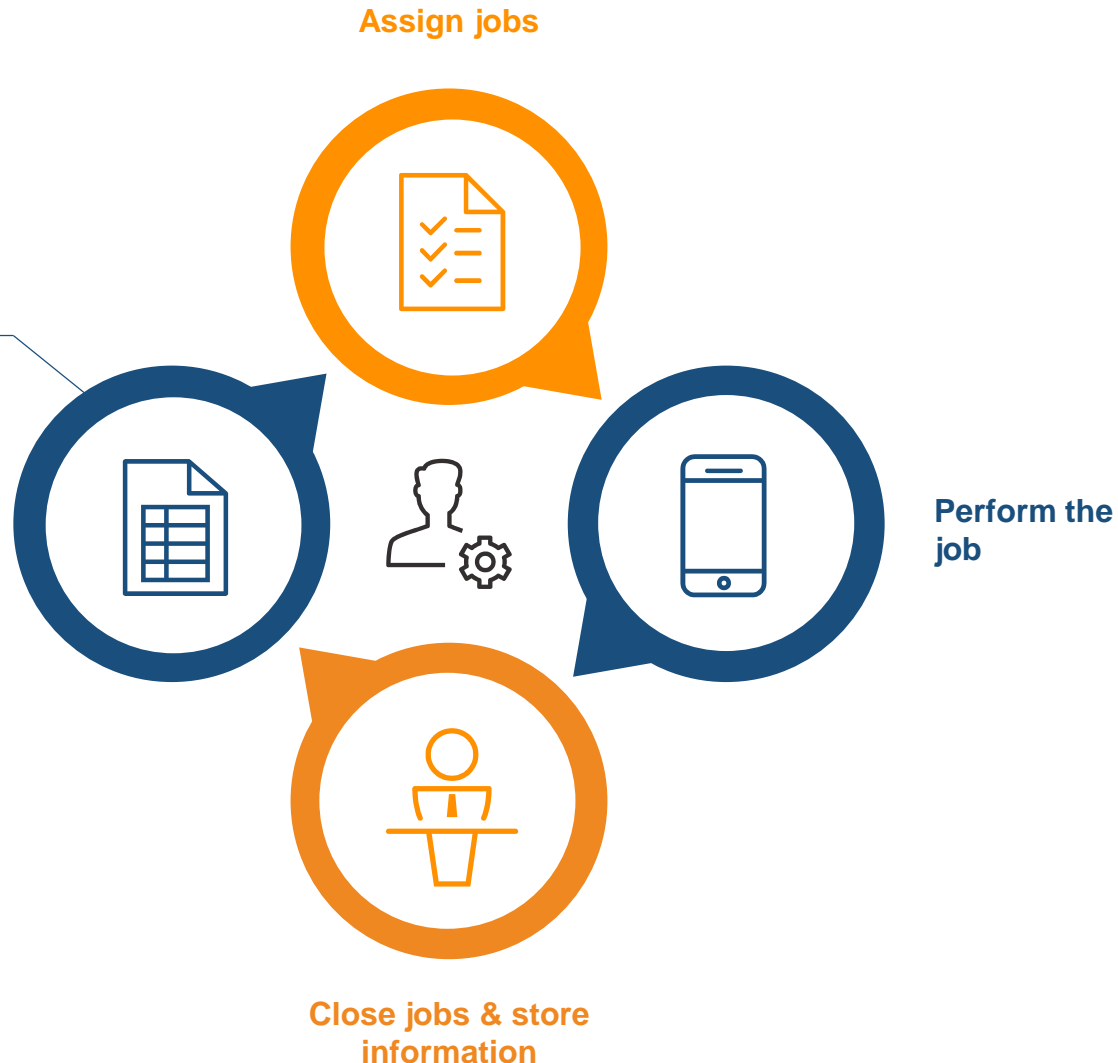 Assign jobs
Perform the
job
Close jobs & store
information